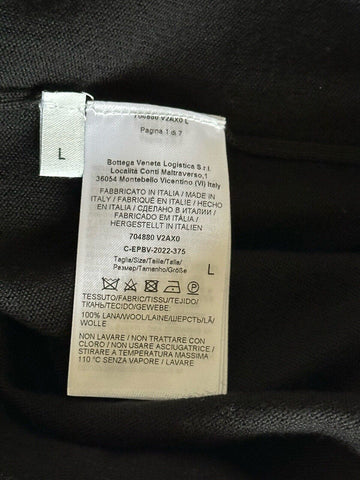 L
704880 V2AX0 L
Pagina 1 di 7
Bottega Veneta Logistica S.r.l.
Località Conti Maltraverso,1
36054 Montebello Vicentino (VI) Italy
FABBRICATO IN ITALIA / MADE IN
ITALY / FABRIQUÉ EN ITALIE / HECHO
EN ITALIA / СДЕЛАНО В ИТАЛИИ /
FABRICADO EM ITÁLIA /
HERGESTELLT IN ITALIEN
704880 V2AX0
C-EPBV-2022-375
Taglia/Size/Taille/Talla/
Размер/Tamanho/Größe L
TESSUTO/FABRIC/TISSU/TEJIDO/
ТКАНЬ/TECIDO/GEWEBE:
100% LANA/WOOL/LAINE/ШЕРСТЬ/LÃ/
WOLLE
NON LAVARE / NON TRATTARE CON
CLORO / NON USARE ASCIUGATRICE /
STIRARE A TEMPERATURA MASSIMA
110 °C SENZA VAPORE / LAVARE